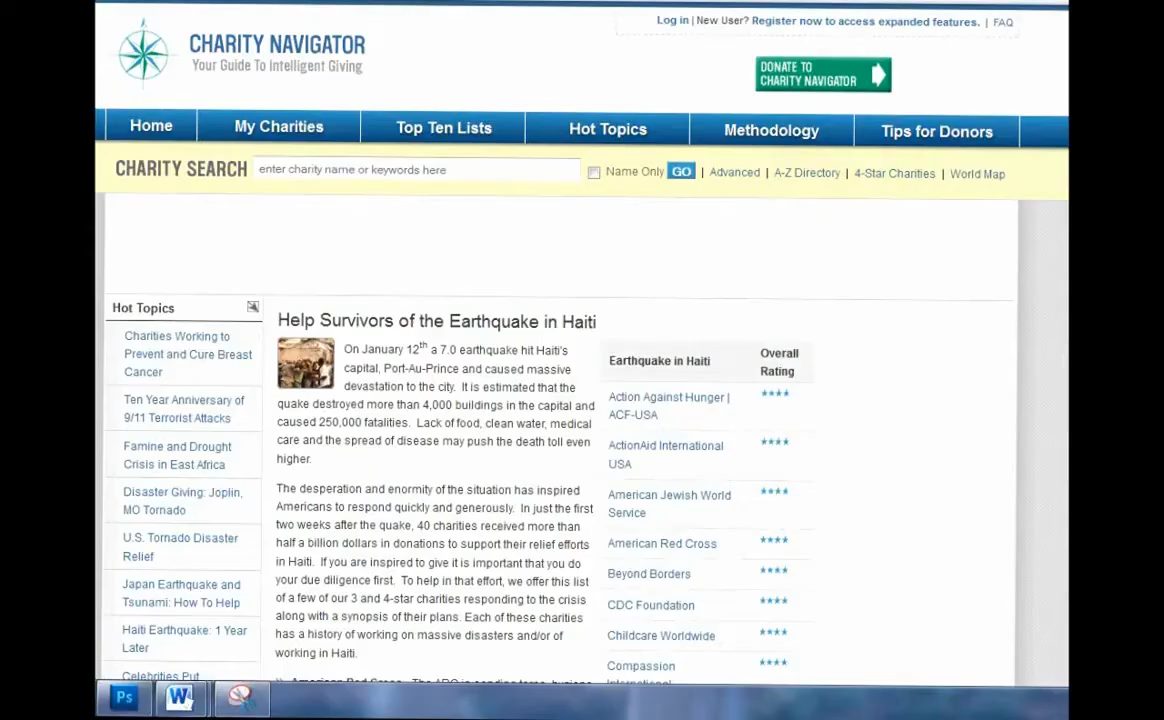 Log in | New User? Register now to access expanded features. | FAQ
CHARITY NAVIGATOR
Your Guide To Intelligent Giving
DONATE TO
CHARITY NAVIGATOR
Home My Charities Top Ten Lists Hot Topics Methodology Tips for Donors
CHARITY SEARCH enter charity name or keywords here Name Only GO | Advanced | A-Z Directory | 4-Star Charities | World Map
Hot Topics
Charities Working to
Prevent and Cure Breast
Cancer
Ten Year Anniversary of
9/11 Terrorist Attacks
Famine and Drought
Crisis in East Africa
Disaster Giving: Joplin,
MO Tornado
U.S. Tornado Disaster
Relief
Japan Earthquake and
Tsunami: How To Help
Haiti Earthquake: 1 Year
Later
Celebrities Put
Help Survivors of the Earthquake in Haiti
On January 12th a 7.0 earthquake hit Haiti's
capital, Port-Au-Prince and caused massive
devastation to the city. It is estimated that the
quake destroyed more than 4,000 buildings in the capital and
caused 250,000 fatalities. Lack of food, clean water, medical
care and the spread of disease may push the death toll even
higher.
The desperation and enormity of the situation has inspired
Americans to respond quickly and generously. In just the first
two weeks after the quake, 40 charities received more than
half a billion dollars in donations to support their relief efforts
in Haiti. If you are inspired to give it is important that you do
your due diligence first. To help in that effort, we offer this list
of a few of our 3 and 4-star charities responding to the crisis
along with a synopsis of their plans. Each of these charities
has a history of working on massive disasters and/or of
working in Haiti.
Earthquake in Haiti
Overall
Rating
Action Against Hunger | ****
ACF-USA
ActionAid International ****
USA
American Jewish World ****
Service
American Red Cross ****
Beyond Borders ****
CDC Foundation ****
Childcare Worldwide ****
Compassion ****
Ps
W